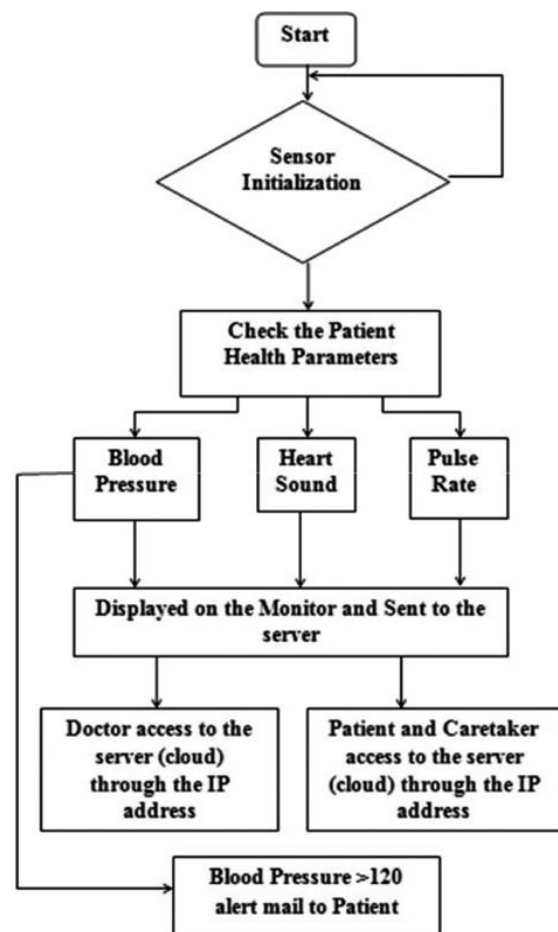 Start
Sensor
Initialization
Check the Patient
Health Parameters
Blood
Pressure
Heart
Sound
Pulse
Rate
Displayed on the Monitor and Sent to the
server
Doctor access to the
server (cloud)
through the IP
address
Patient and Caretaker
access to the server
(cloud) through the IP
address
Blood Pressure >120
alert mail to Patient